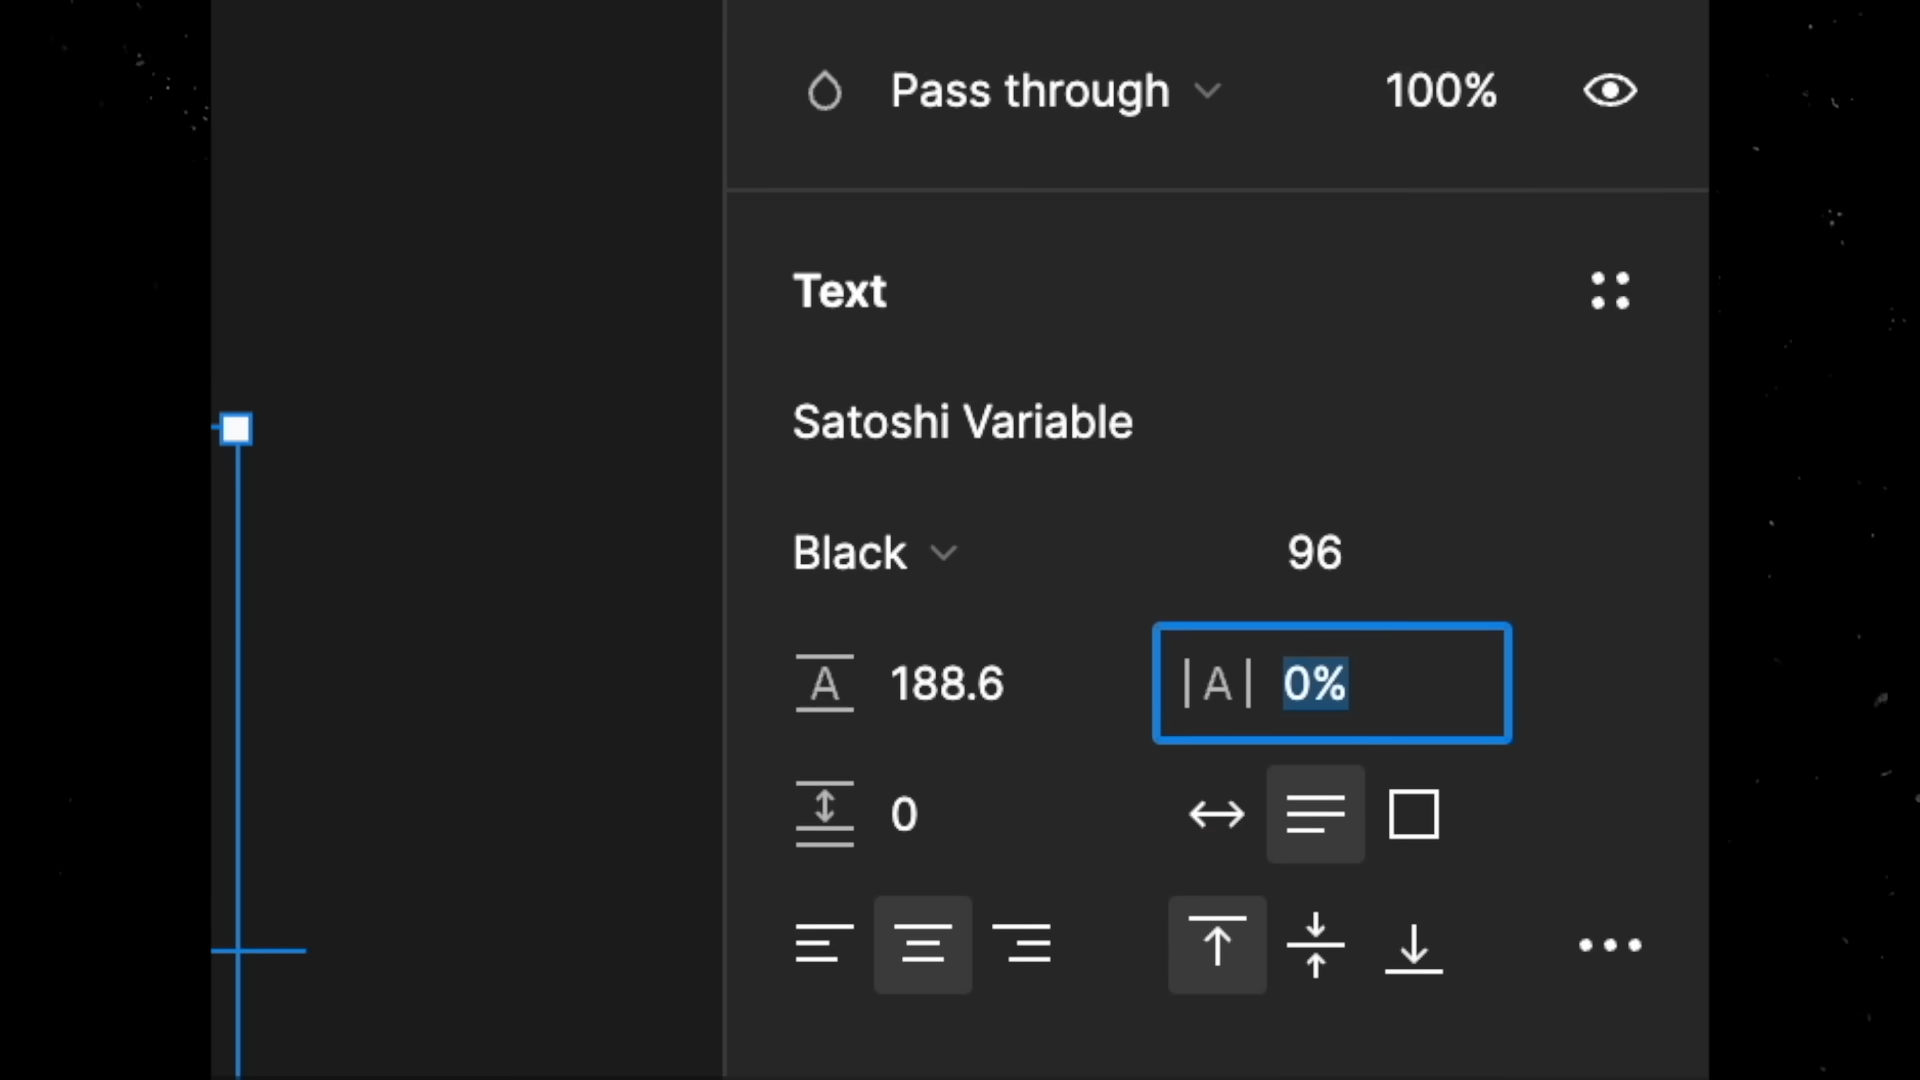 Pass through 100%
Text
Satoshi Variable
Black 96
A 188.6 |A| 0%
0